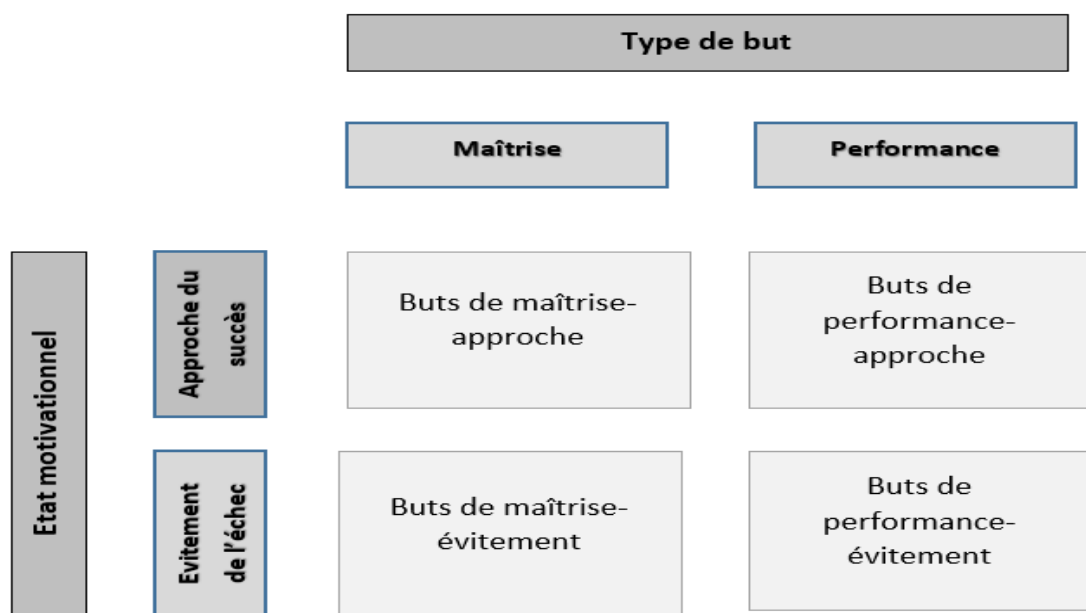 Type de but
Maîtrise
Performance
Etat motivationnel
Approche du
succès
Buts de maîtrise-
approche
Buts de
performance-
approche
Evitement
de l'échec
Buts de maîtrise-
évitement
Buts de
performance-
évitement